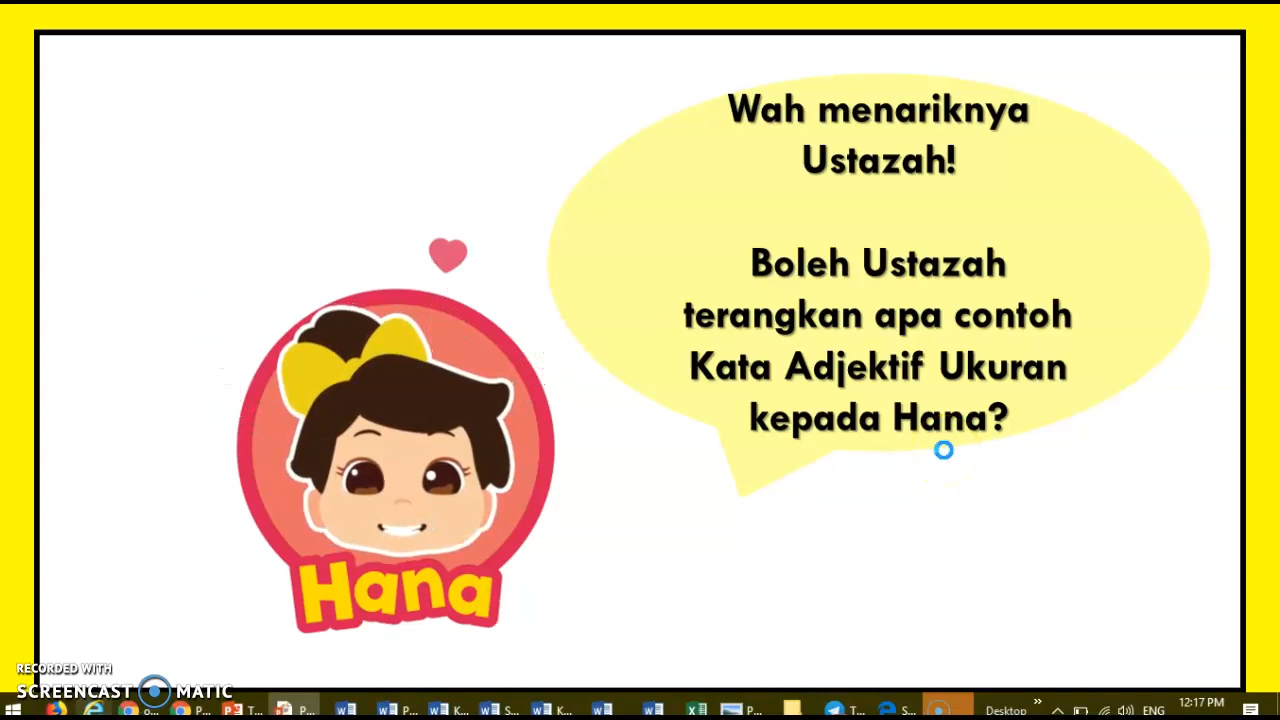 Wah menariknya
Ustazah!
Boleh Ustazah
terangkan apa contoh
Kata Adjektif Ukuran
kepada Hana?
Hana
RECORDED WITH
SCREENCAST MATIC
o... P... T... P... P... K... S... K... P... T... S... Desktop » ENG 12:17 PM